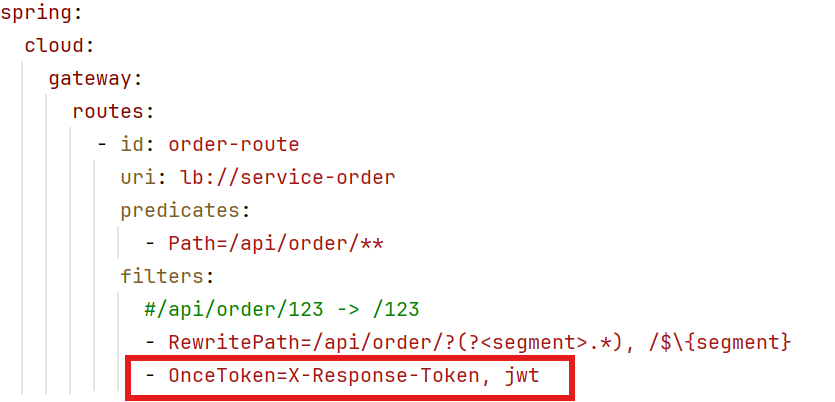 spring:
cloud:
gateway:
routes:
- id: order-route
uri: lb://service-order
predicates:
- Path=/api/order/**
filters:
#/api/order/123 -> /123
- RewritePath=/api/order/?(?<segment>.*), /$\{segment}
- OnceToken=X-Response-Token, jwt